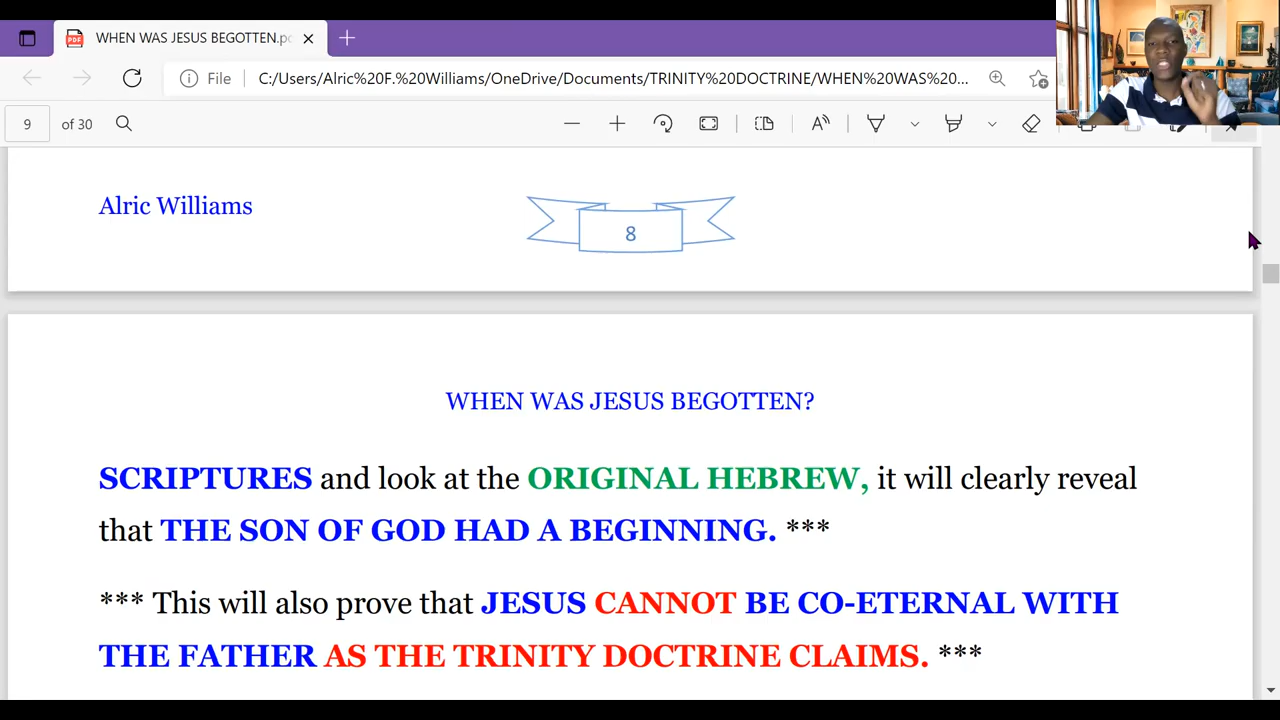 WHEN WAS JESUS BEGOTTEN.pc
File C:/Users/Alric%20F.%20Williams/OneDrive/Documents/TRINITY%20DOCTRINE/WHEN%20WAS%20...
9 of 30
Alric Williams
8
WHEN WAS JESUS BEGOTTEN?
SCRIPTURES and look at the ORIGINAL HEBREW, it will clearly reveal
that THE SON OF GOD HAD A BEGINNING. ***
*** This will also prove that JESUS CANNOT BE CO-ETERNAL WITH
THE FATHER AS THE TRINITY DOCTRINE CLAIMS. ***